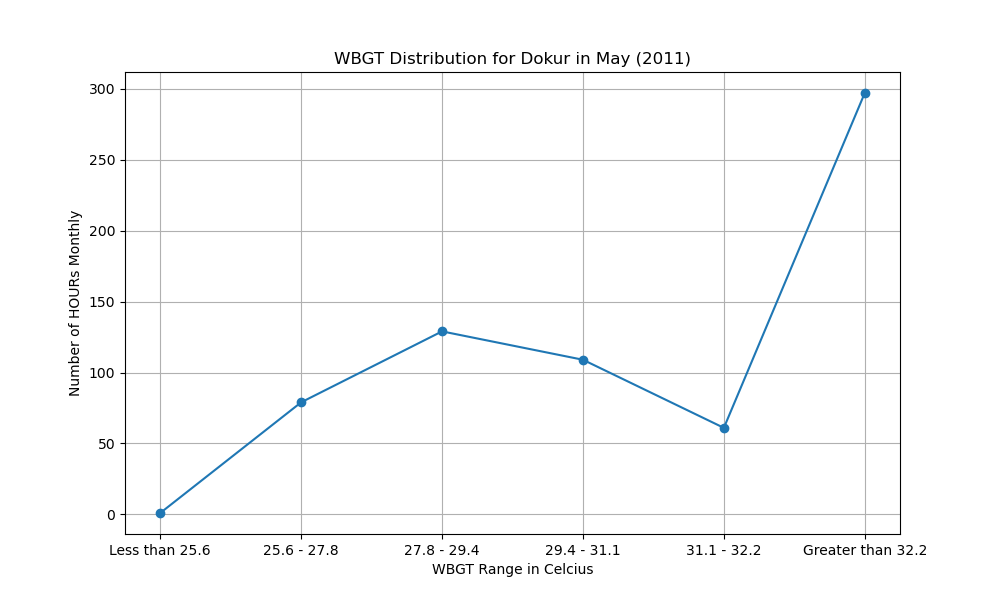 WBGT Distribution for Dokur in May (2011)
Number of HOURs Monthly
300
250
200
150
100
50
0
Less than 25.6 25.6 - 27.8 27.8 - 29.4 29.4 - 31.1 31.1 - 32.2 Greater than 32.2
WBGT Range in Celcius